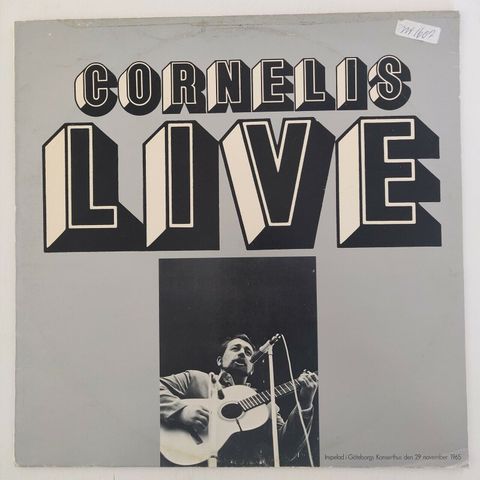 CORNELIS
LIVE
Inspelad i Göteborgs Konserthus den 29 november 1965